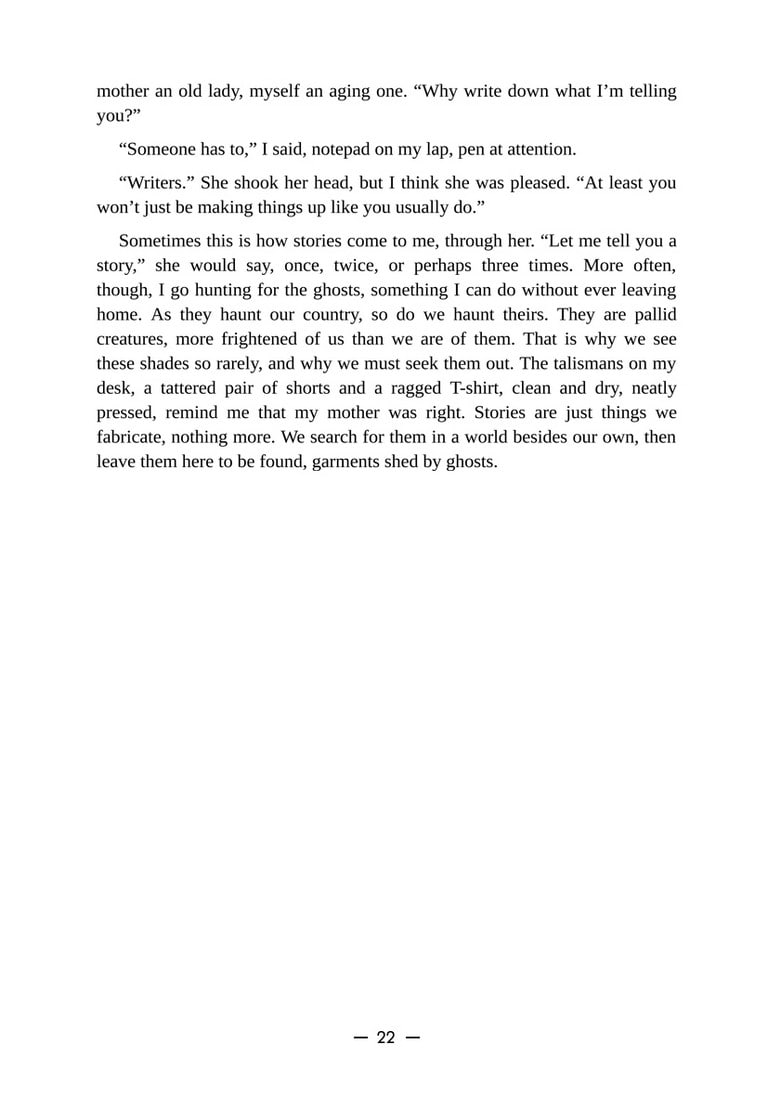 mother an old lady, myself an aging one. “Why write down what I’m telling
you?”
“Someone has to,” I said, notepad on my lap, pen at attention.
“Writers.” She shook her head, but I think she was pleased. “At least you
won’t just be making things up like you usually do.”
Sometimes this is how stories come to me, through her. “Let me tell you a
story,” she would say, once, twice, or perhaps three times. More often,
though, I go hunting for the ghosts, something I can do without ever leaving
home. As they haunt our country, so do we haunt theirs. They are pallid
creatures, more frightened of us than we are of them. That is why we see
these shades so rarely, and why we must seek them out. The talismans on my
desk, a tattered pair of shorts and a ragged T-shirt, clean and dry, neatly
pressed, remind me that my mother was right. Stories are just things we
fabricate, nothing more. We search for them in a world besides our own, then
leave them here to be found, garments shed by ghosts.
— 22 —